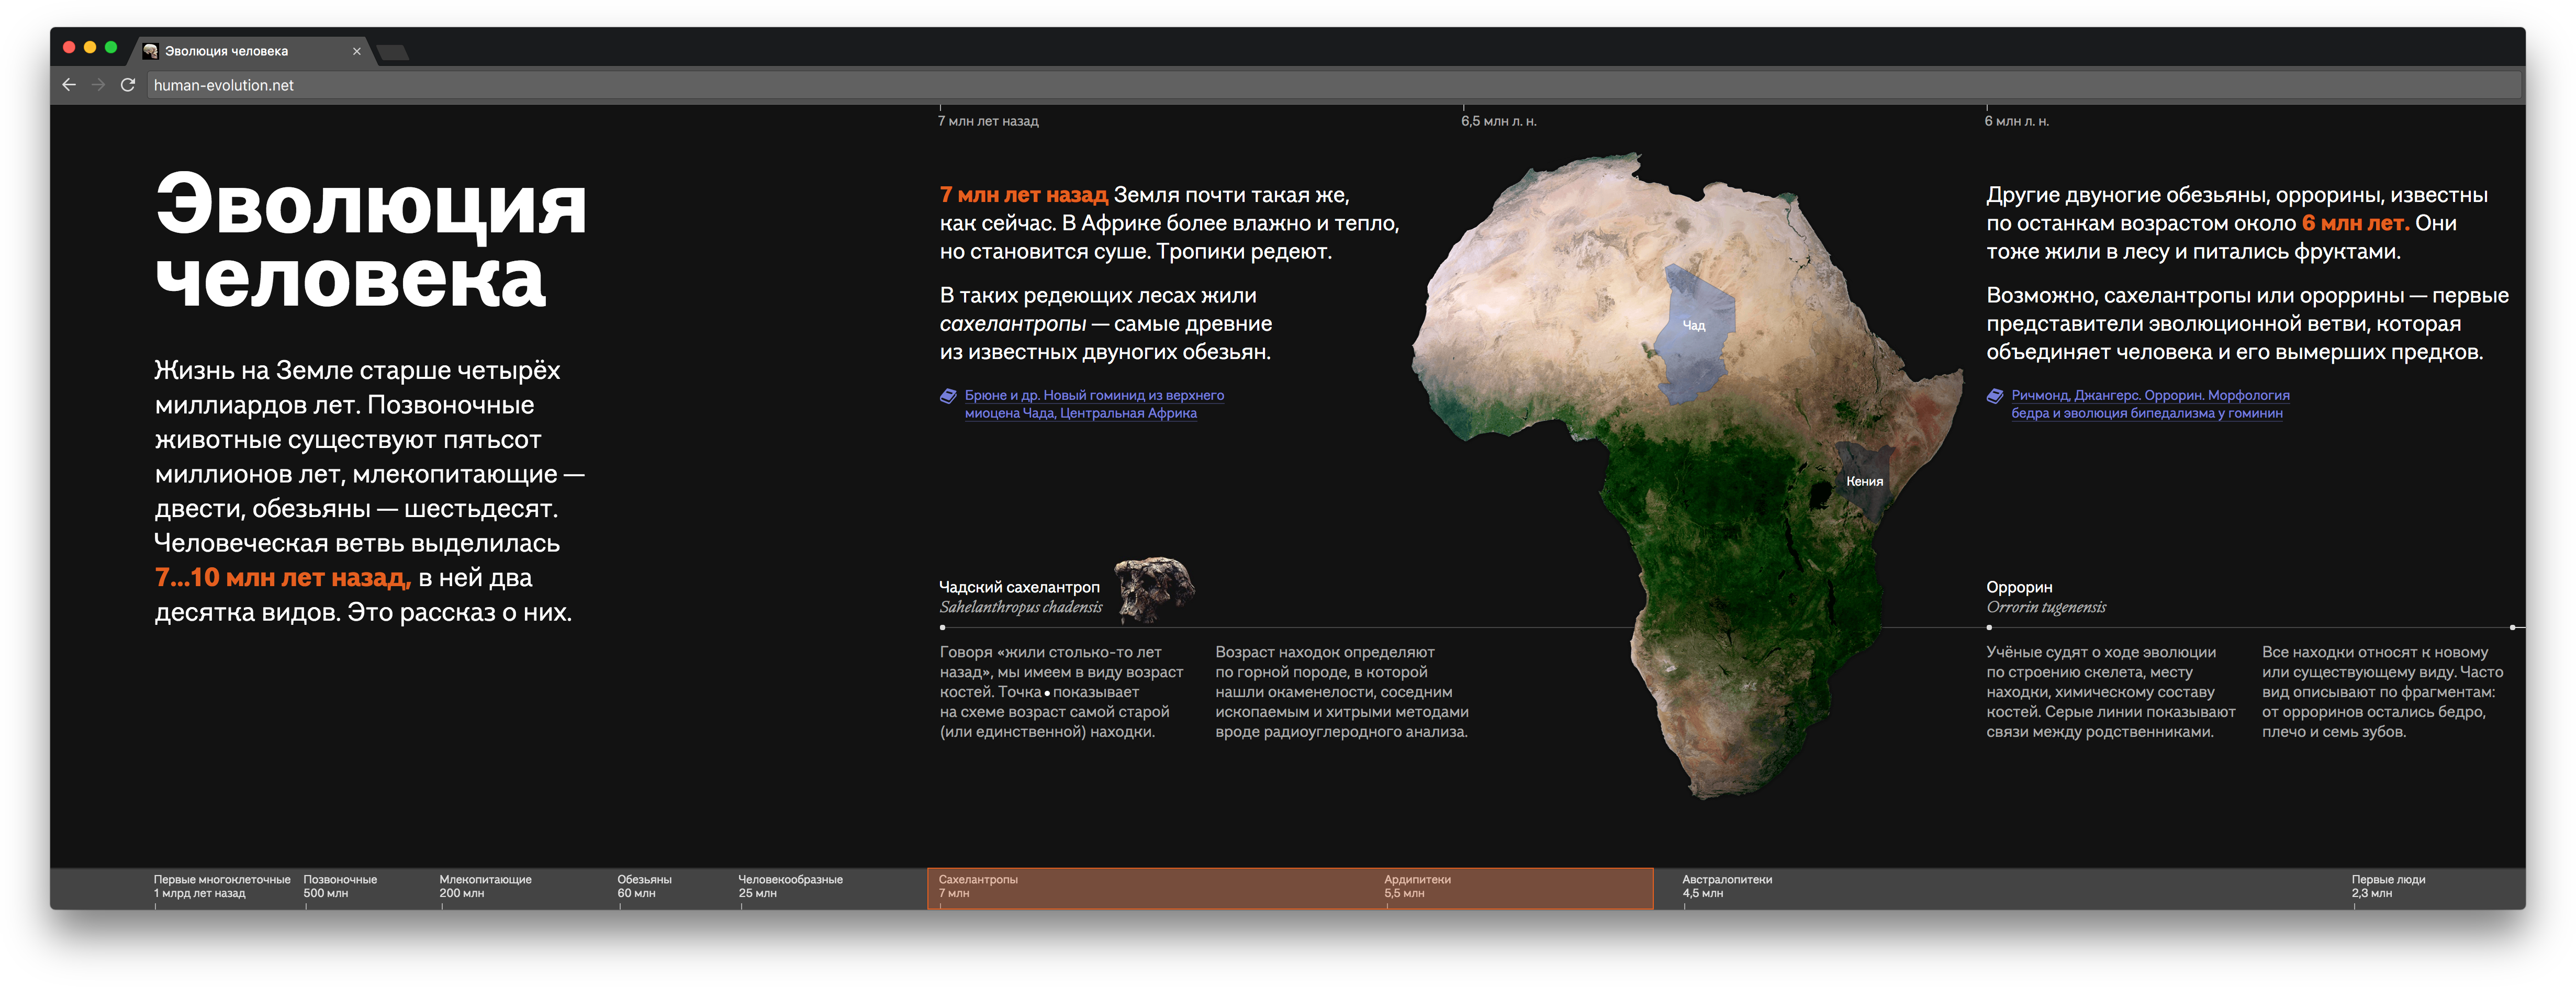 Эволюция человека
human-evolution.net
7 млн лет назад
6,5 млн л. н.
6 млн л. н.
Эволюция
человека
Жизнь на Земле старше четырёх
миллиардов лет. Позвоночные
животные существуют пятьсот
миллионов лет, млекопитающие —
двести, обезьяны — шестьдесят.
Человеческая ветвь выделилась
7…10 млн лет назад, в ней два
десятка видов. Это рассказ о них.
7 млн лет назад Земля почти такая же,
как сейчас. В Африке более влажно и тепло,
но становится суше. Тропики редеют.
В таких редеющих лесах жили
сахелантропы — самые древние
из известных двуногих обезьян.
Брюне и др. Новый гоминид из верхнего
миоцена Чада, Центральная Африка
Чад
Кения
Другие двуногие обезьяны, оррорины, известны
по останкам возрастом около 6 млн лет. Они
тоже жили в лесу и питались фруктами.
Возможно, сахелантропы или ороррины — первые
представители эволюционной ветви, которая
объединяет человека и его вымерших предков.
Ричмонд, Джангерс. Оррорин. Морфология
бедра и эволюция бипедализма у гоминин
Чадский сахелантроп
Sahelanthropus chadensis
Говоря «жили столько-то лет
назад», мы имеем в виду возраст
костей. Точка • показывает
на схеме возраст самой старой
(или единственной) находки.
Возраст находок определяют
по горной породе, в которой
нашли окаменелости, соседним
ископаемым и хитрыми методами
вроде радиоуглеродного анализа.
Оррорин
Orrorin tugenensis
Учёные судят о ходе эволюции
по строению скелета, месту
находки, химическому составу
костей. Серые линии показывают
связи между родственниками.
Все находки относят к новому
или существующему виду. Часто
вид описывают по фрагментам:
от орроринов остались бедро,
плечо и семь зубов.
Первые многоклеточные
1 млрд лет назад
Позвоночные
500 млн
Млекопитающие
200 млн
Обезьяны
60 млн
Человекообразные
25 млн
Сахелантропы
7 млн
Ардипитеки
5,5 млн
Австралопитеки
4,5 млн
Первые люди
2,3 млн